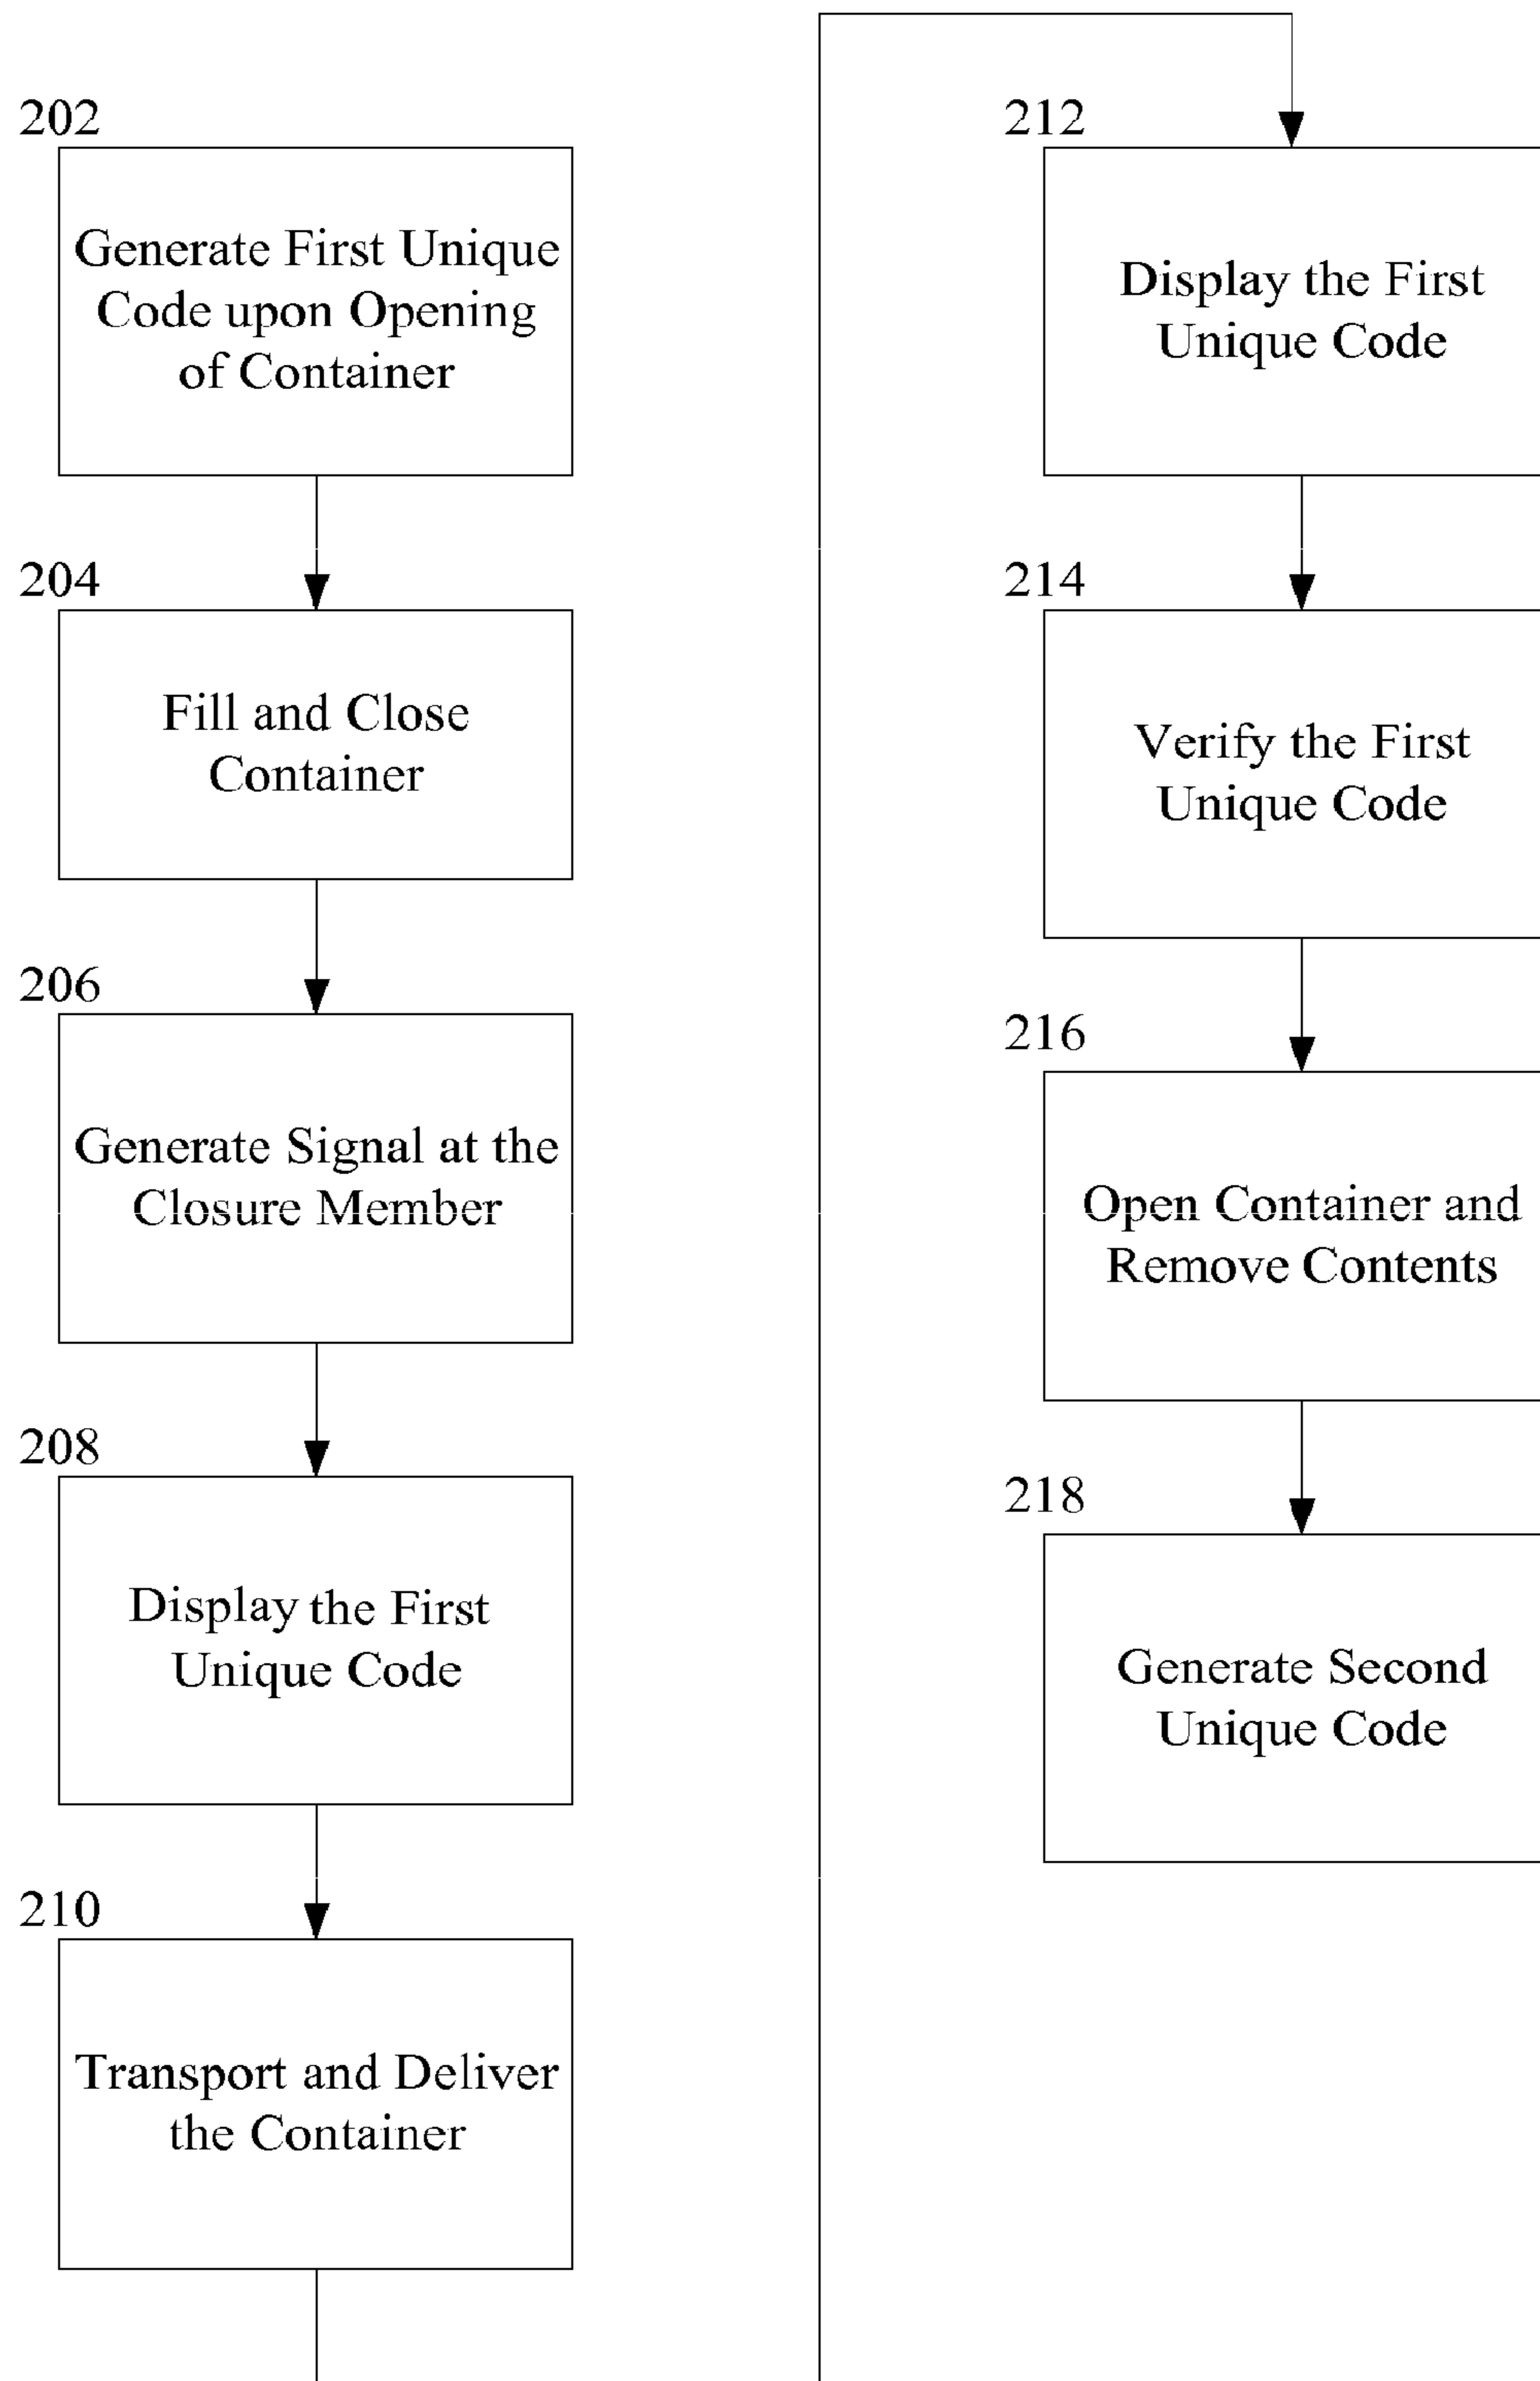 202
Generate First Unique
Code upon Opening
of Container
204
Fill and Close
Container
206
Generate Signal at the
Closure Member
208
Display the First
Unique Code
210
Transport and Deliver
the Container
212
Display the First
Unique Code
214
Verify the First
Unique Code
216
Open Container and
Remove Contents
218
Generate Second
Unique Code